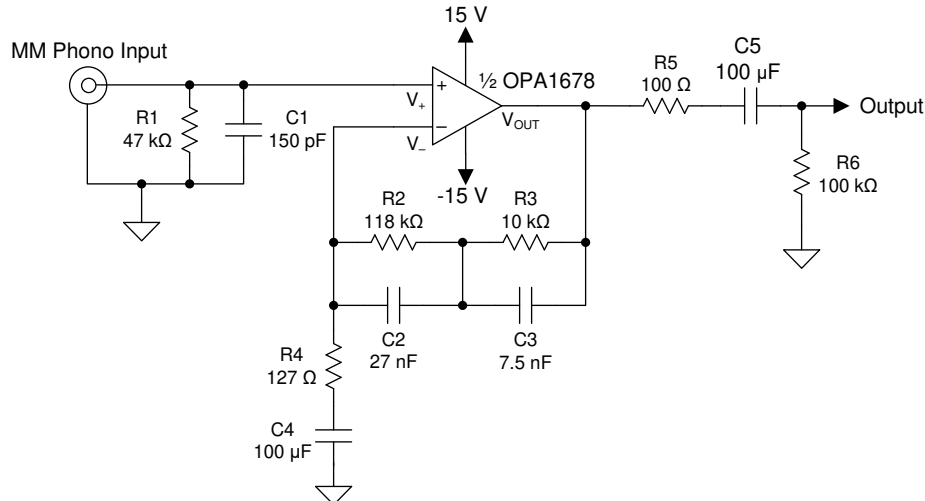 15 V
MM Phono Input
C5
100 µF
R5
100 Ω
½ OPA1678
+
V+
–
V–
VOUT
Output
R1
47 kΩ
C1
150 pF
-15 V
R6
100 kΩ
R2
118 kΩ
R3
10 kΩ
C2
27 nF
C3
7.5 nF
R4
127 Ω
C4
100 µF